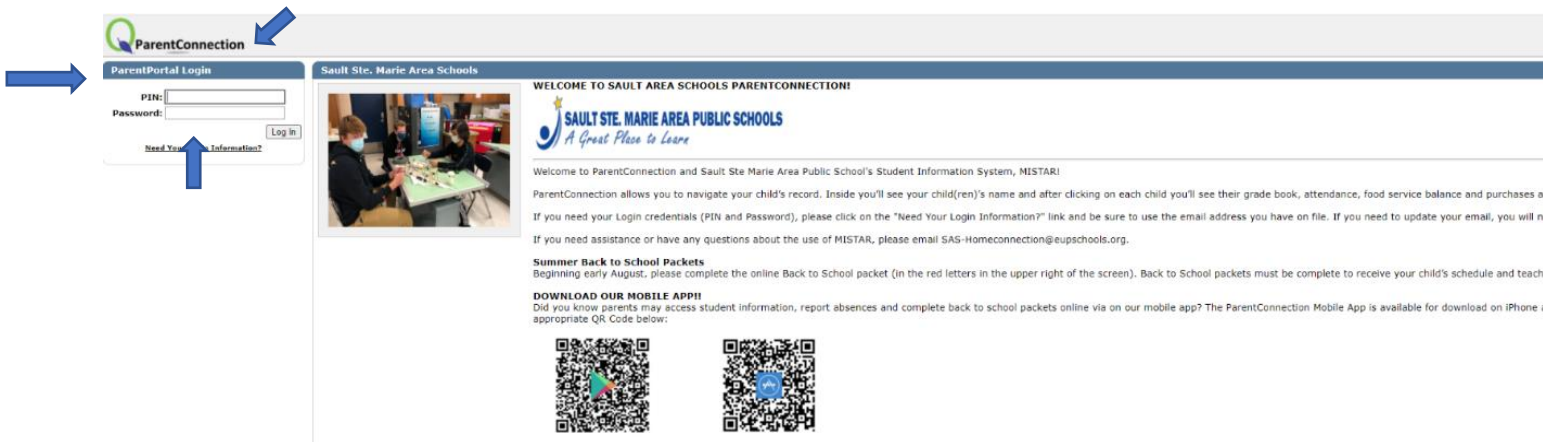 ParentConnection
ParentPortal Login
PIN:
Password:
Log In
Need Your Information?
Sault Ste. Marie Area Schools
WELCOME TO SAULT AREA SCHOOLS PARENTCONNECTION!
SAULT STE. MARIE AREA PUBLIC SCHOOLS
A Great Place to Learn
Welcome to ParentConnection and Sault Ste Marie Area Public School's Student Information System, MISTAR!
ParentConnection allows you to navigate your child's record. Inside you'll see your child(ren)'s name and after clicking on each child you'll see their grade book, attendance, food service balance and purchases a
If you need your Login credentials (PIN and Password), please click on the "Need Your Login Information?" link and be sure to use the email address you have on file. If you need to update your email, you will n
If you need assistance or have any questions about the use of MISTAR, please email SAS-Homeconnection@eupschools.org.
Summer Back to School Packets
Beginning early August, please complete the online Back to School packet (in the red letters in the upper right of the screen). Back to School packets must be complete to receive your child's schedule and teach
DOWNLOAD OUR MOBILE APP!!
Did you know parents may access student information, report absences and complete back to school packets online via on our mobile app? The ParentConnection Mobile App is available for download on iPhone a
appropriate QR Code below: